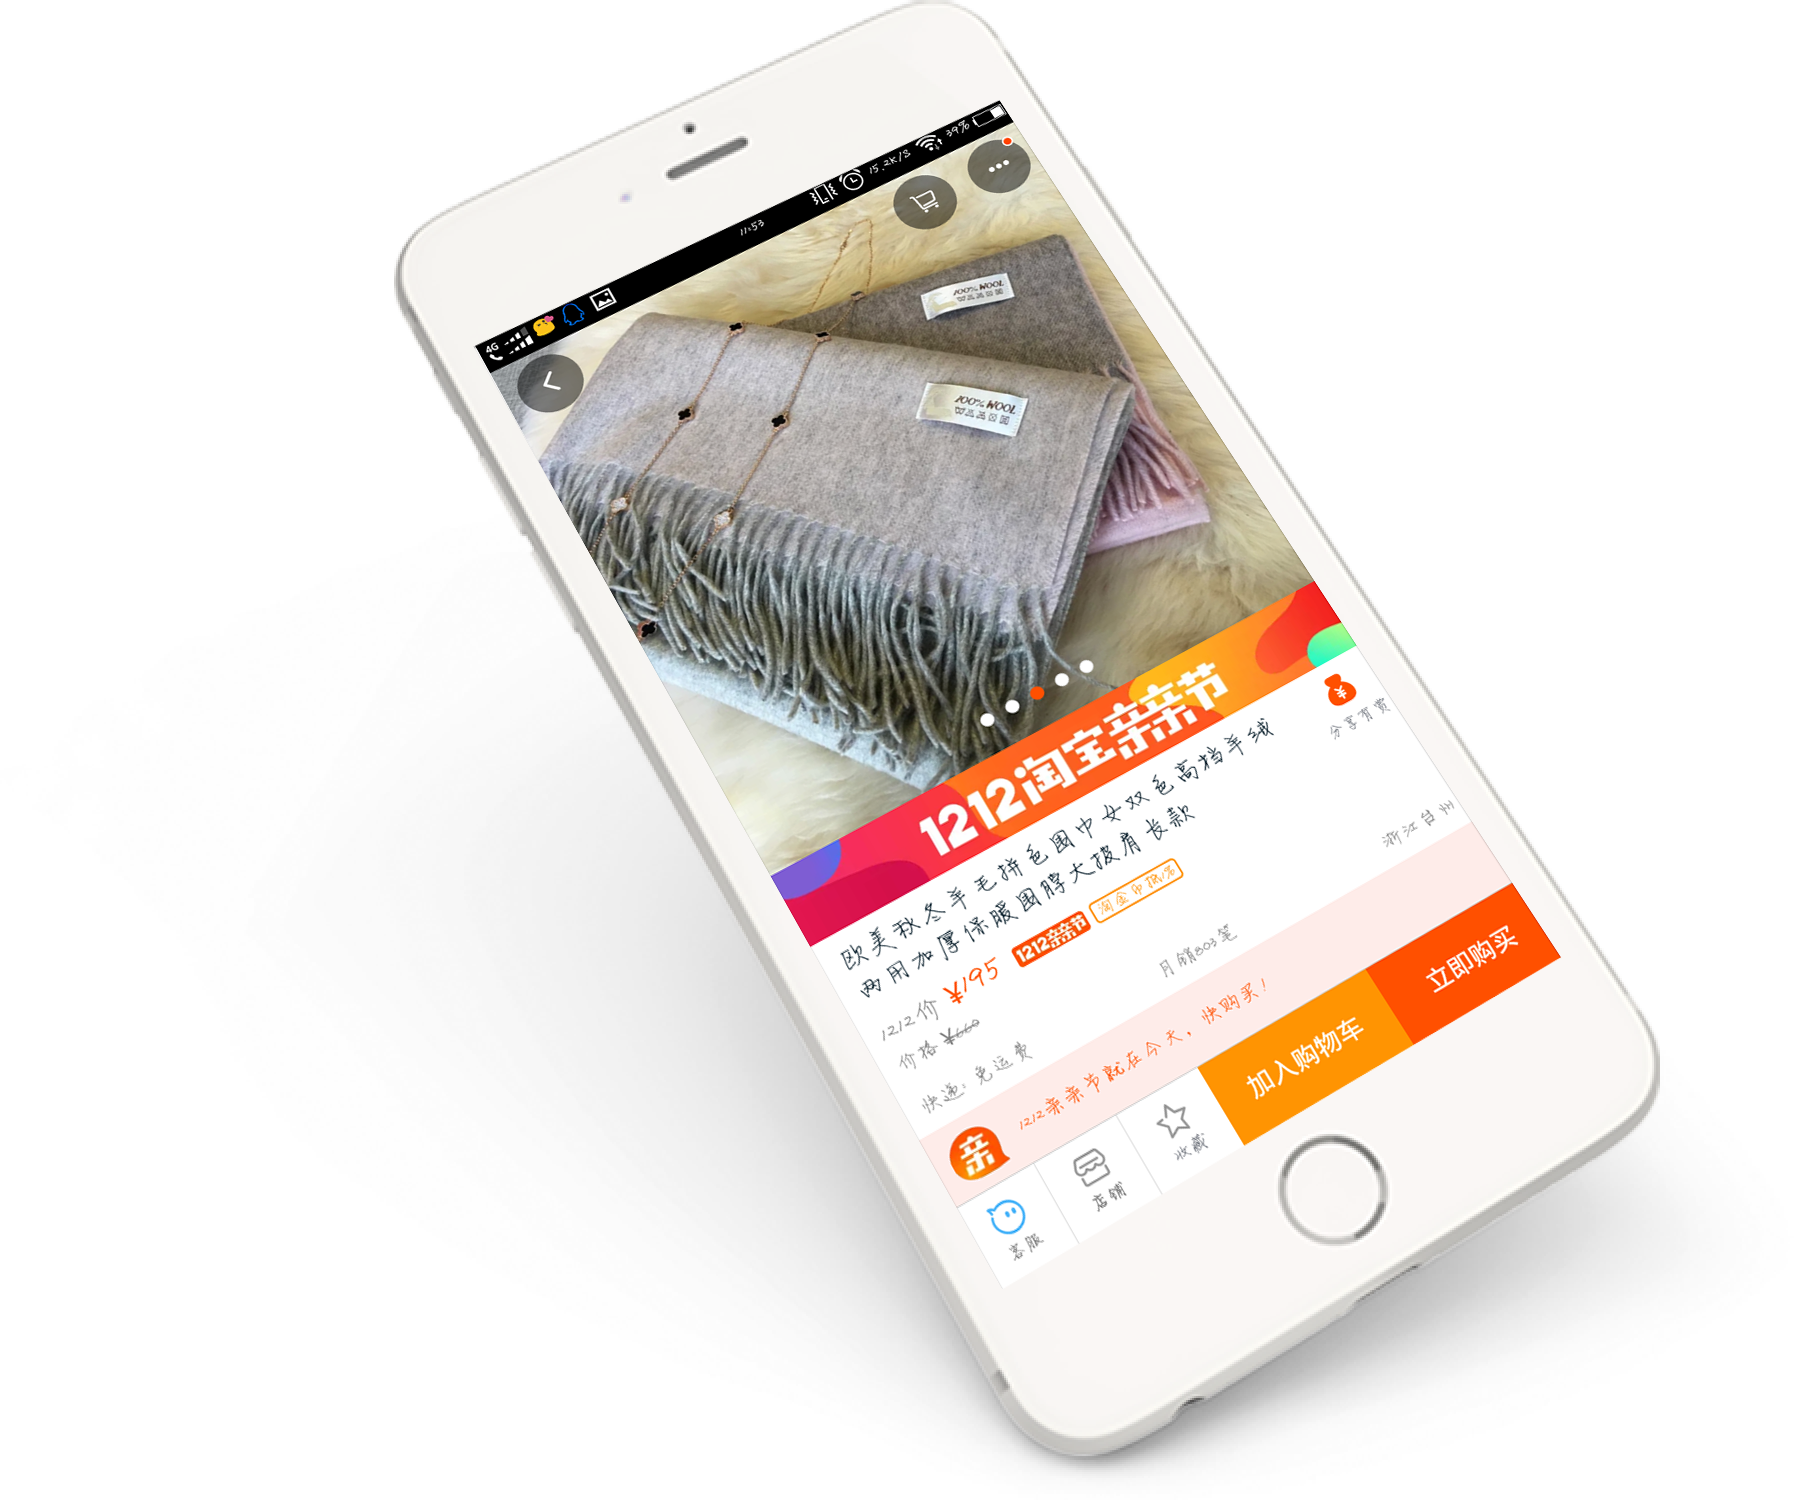 4G 11:53 15.2K/S 39%
100% WOOL
100% WOOL
1212淘宝亲亲节
欧美秋冬羊毛拼色围巾女双色高档羊绒
两用加厚保暖围脖大披肩长款
分享有赏
1212价 ¥195 1212亲亲节 淘金币抵1%
价格 ¥660
快递: 免运费 月销803笔 浙江台州
亲 1212亲亲节就在今天，快购买！
客服 店铺 收藏 加入购物车 立即购买